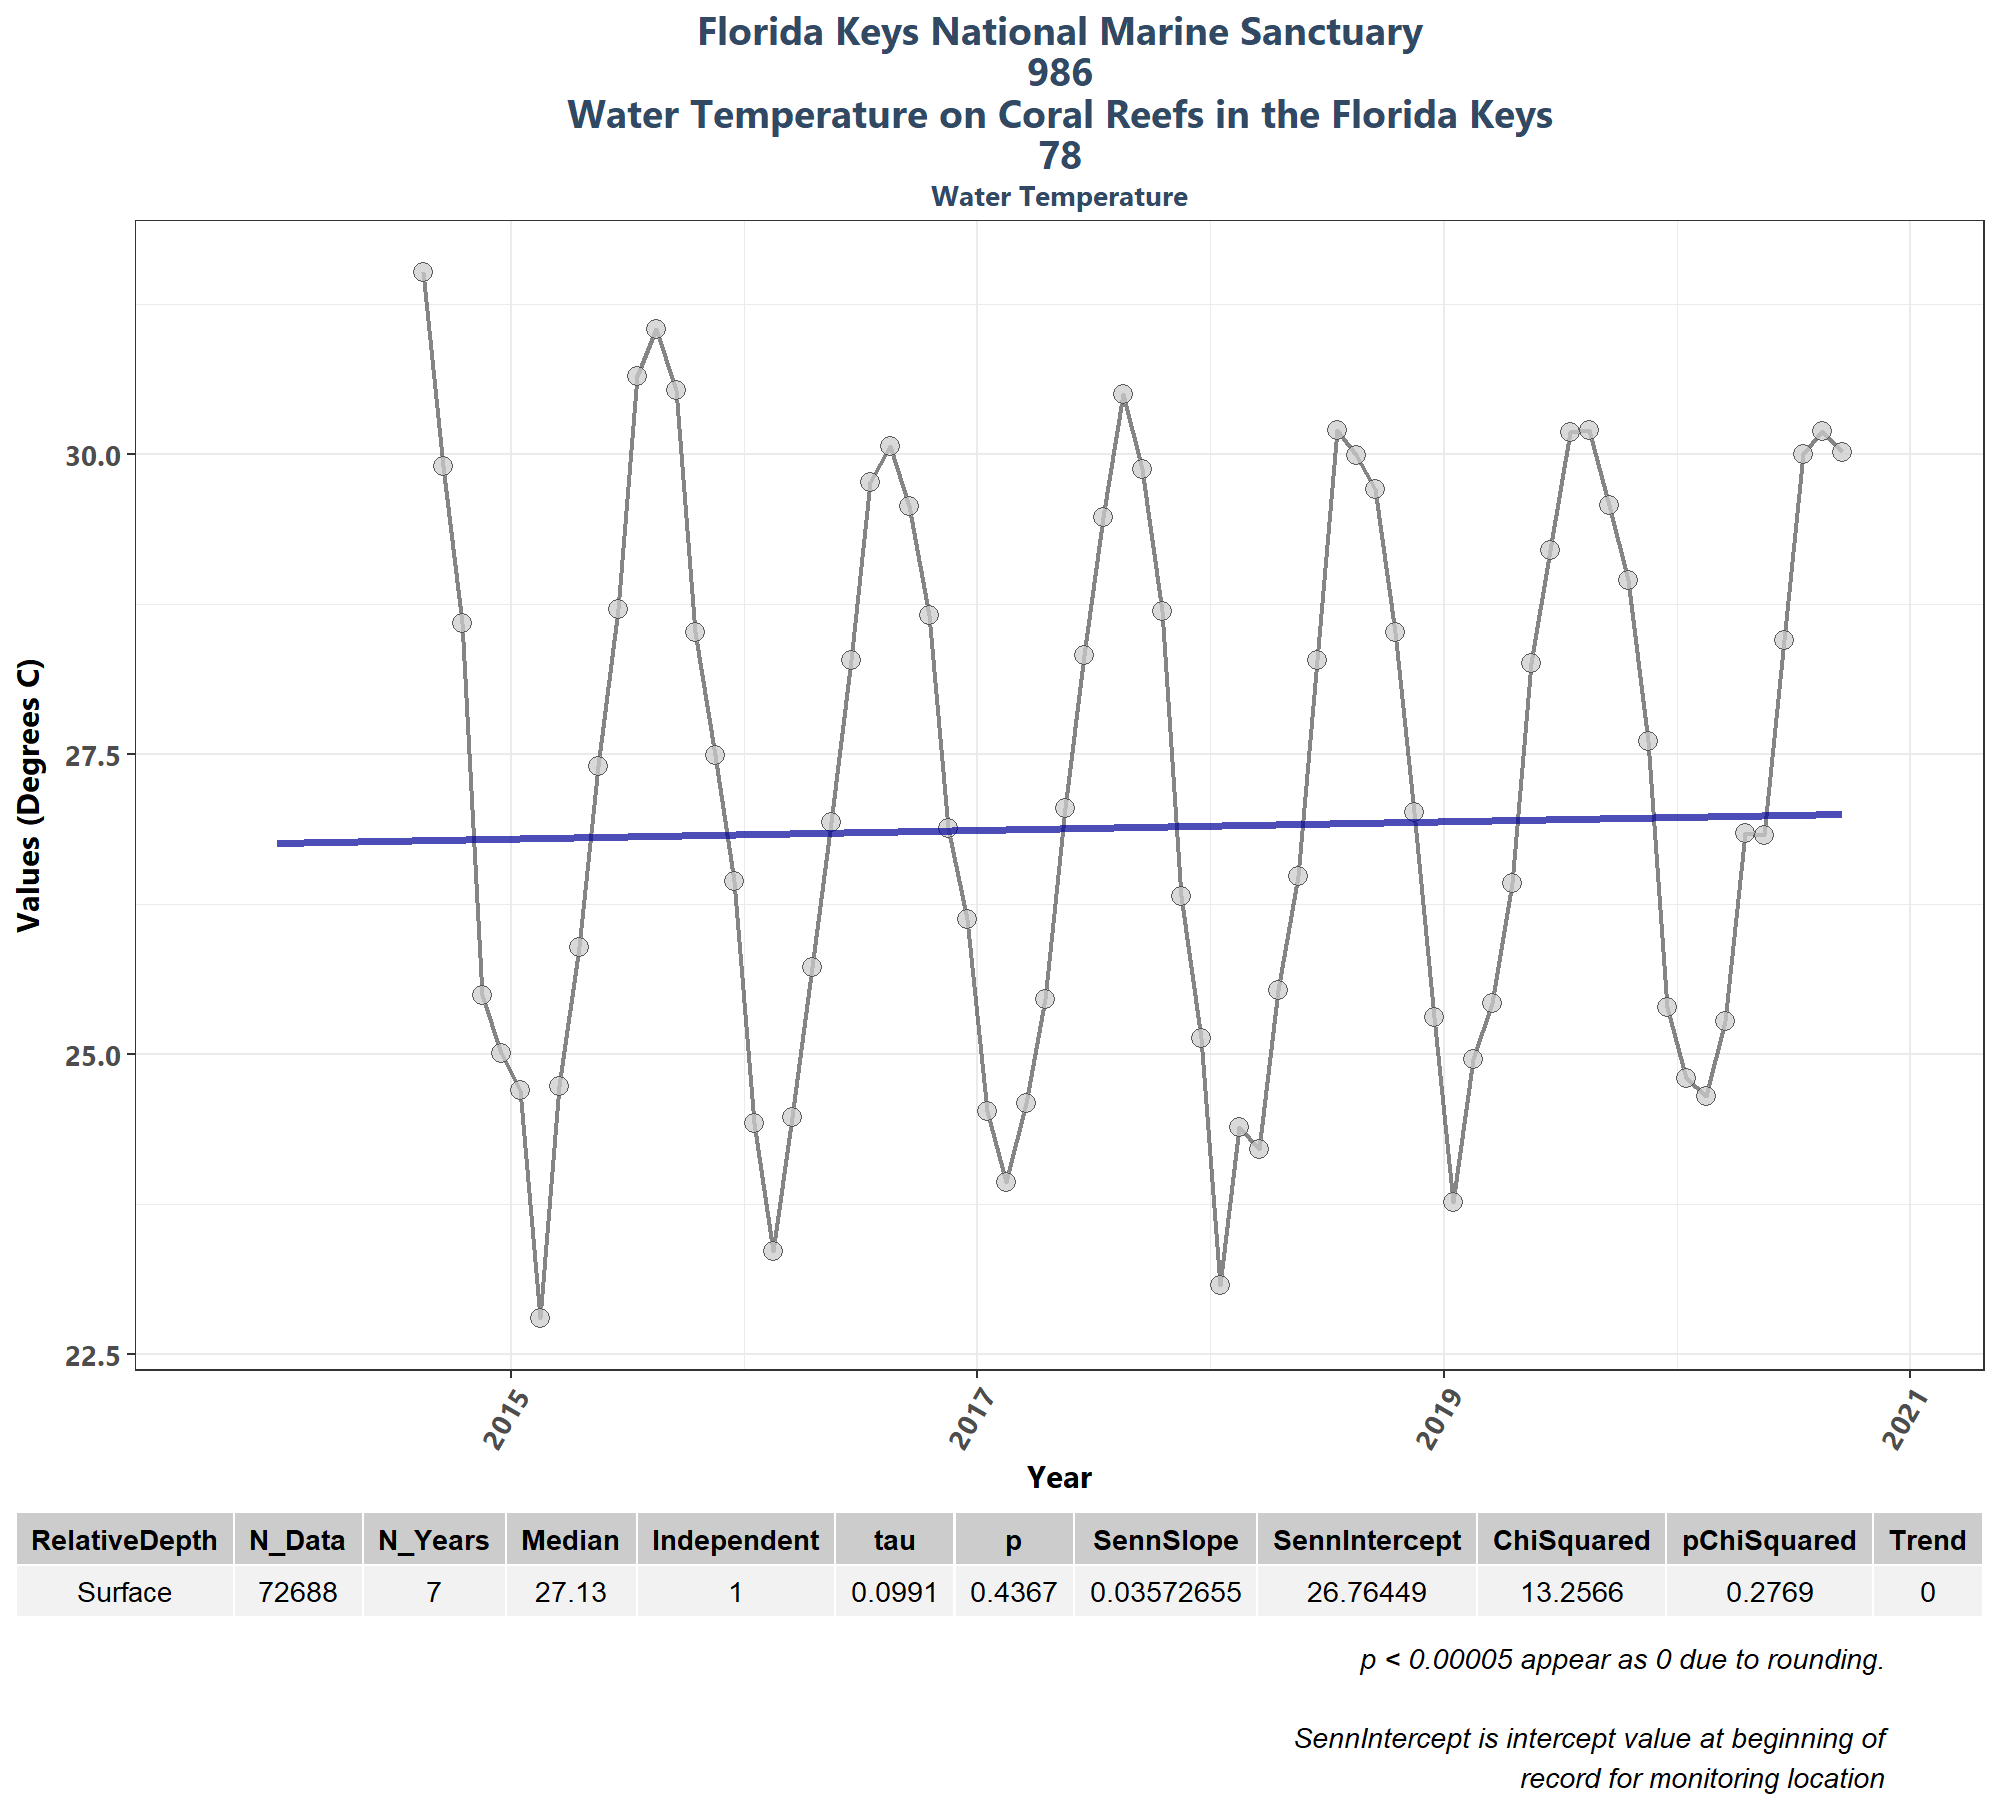 Florida Keys National Marine Sanctuary
986
Water Temperature on Coral Reefs in the Florida Keys
78
Water Temperature
Values (Degrees C)
30.0
27.5
25.0
22.5
2015
2017
2019
2021
Year
RelativeDepth N_Data N_Years Median Independent tau p SennSlope SennIntercept ChiSquared pChiSquared Trend
Surface 72688 7 27.13 1 0.0991 0.4367 0.03572655 26.76449 13.2566 0.2769 0
p < 0.00005 appear as 0 due to rounding.
SennIntercept is intercept value at beginning of
record for monitoring location